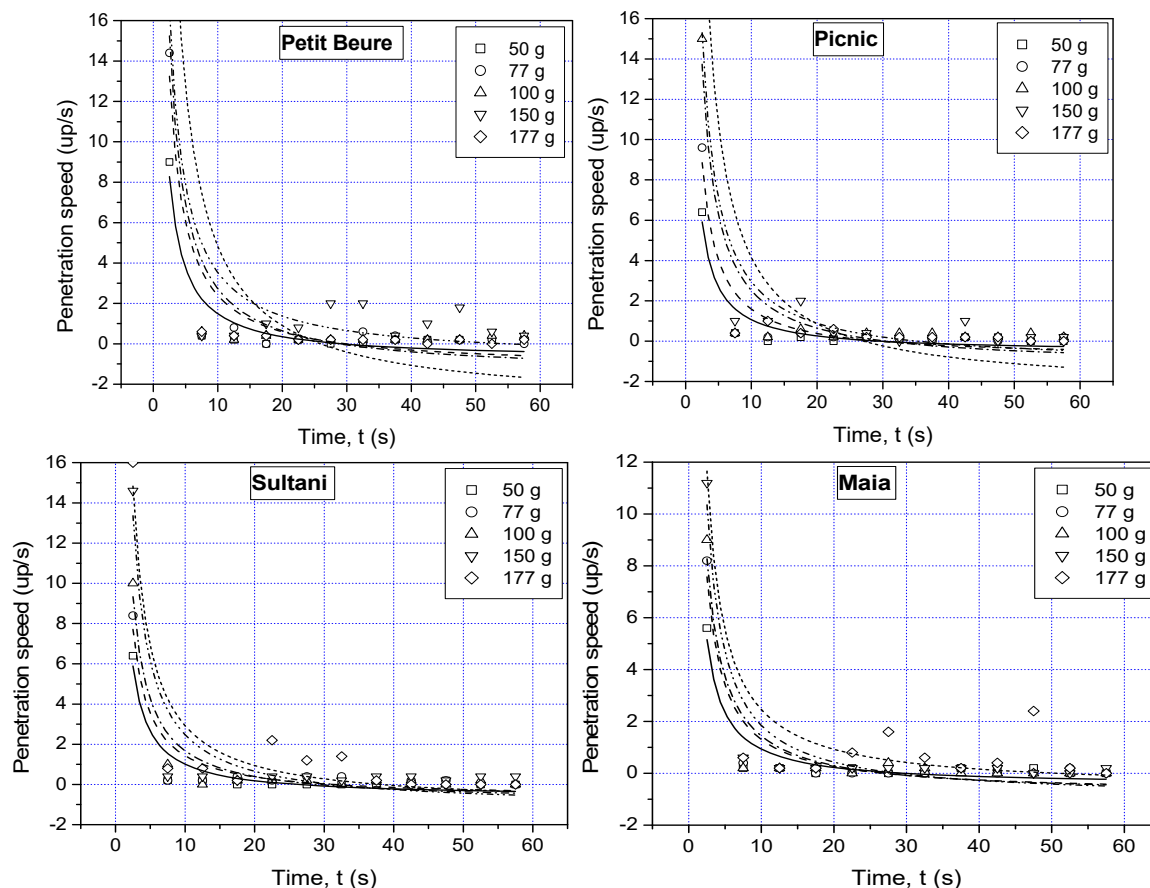 Petit Beure
50 g
77 g
100 g
150 g
177 g
Penetration speed (up/s)
16
14
12
10
8
6
4
2
0
-2
0 10 20 30 40 50 60
Time, t (s)
Picnic
50 g
77 g
100 g
150 g
177 g
Penetration speed (up/s)
16
14
12
10
8
6
4
2
0
-2
0 10 20 30 40 50 60
Time, t (s)
Sultani
50 g
77 g
100 g
150 g
177 g
Penetration speed (up/s)
16
14
12
10
8
6
4
2
0
-2
0 10 20 30 40 50 60
Time, t (s)
Maia
50 g
77 g
100 g
150 g
177 g
Penetration speed (up/s)
12
10
8
6
4
2
0
-2
0 10 20 30 40 50 60
Time, t (s)